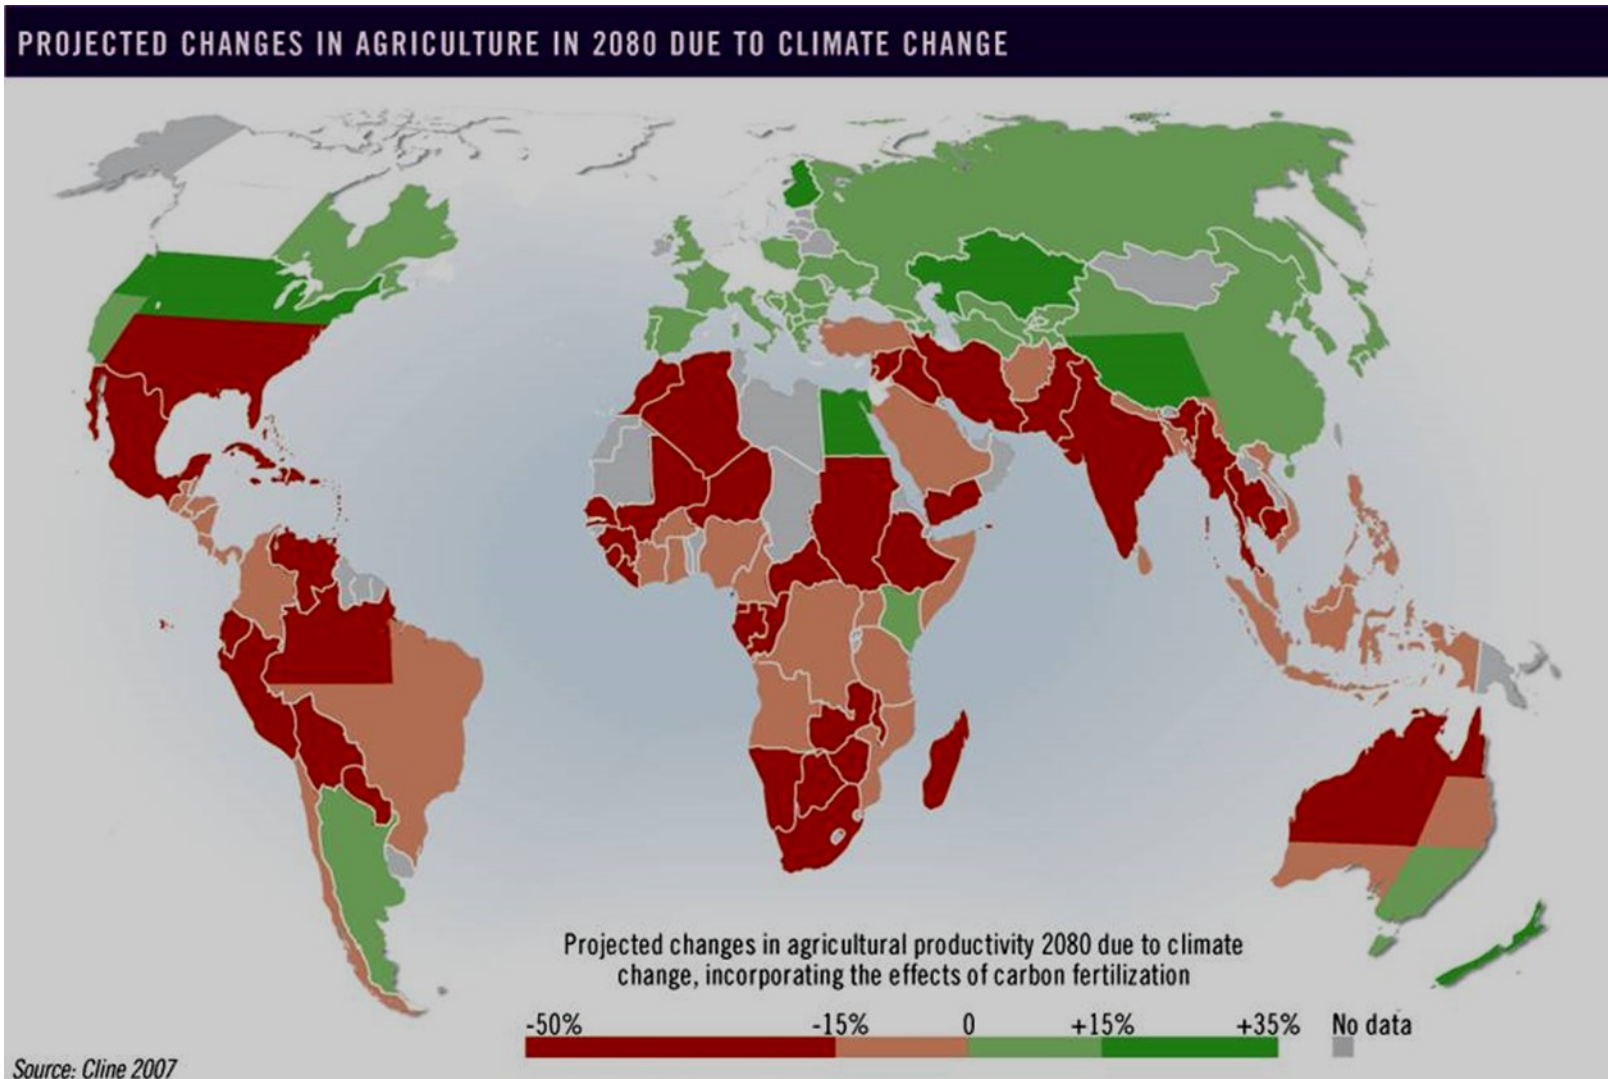 PROJECTED CHANGES IN AGRICULTURE IN 2080 DUE TO CLIMATE CHANGE
Projected changes in agricultural productivity 2080 due to climate
change, incorporating the effects of carbon fertilization
-50% -15% 0 +15% +35% No data
Source: Cline 2007